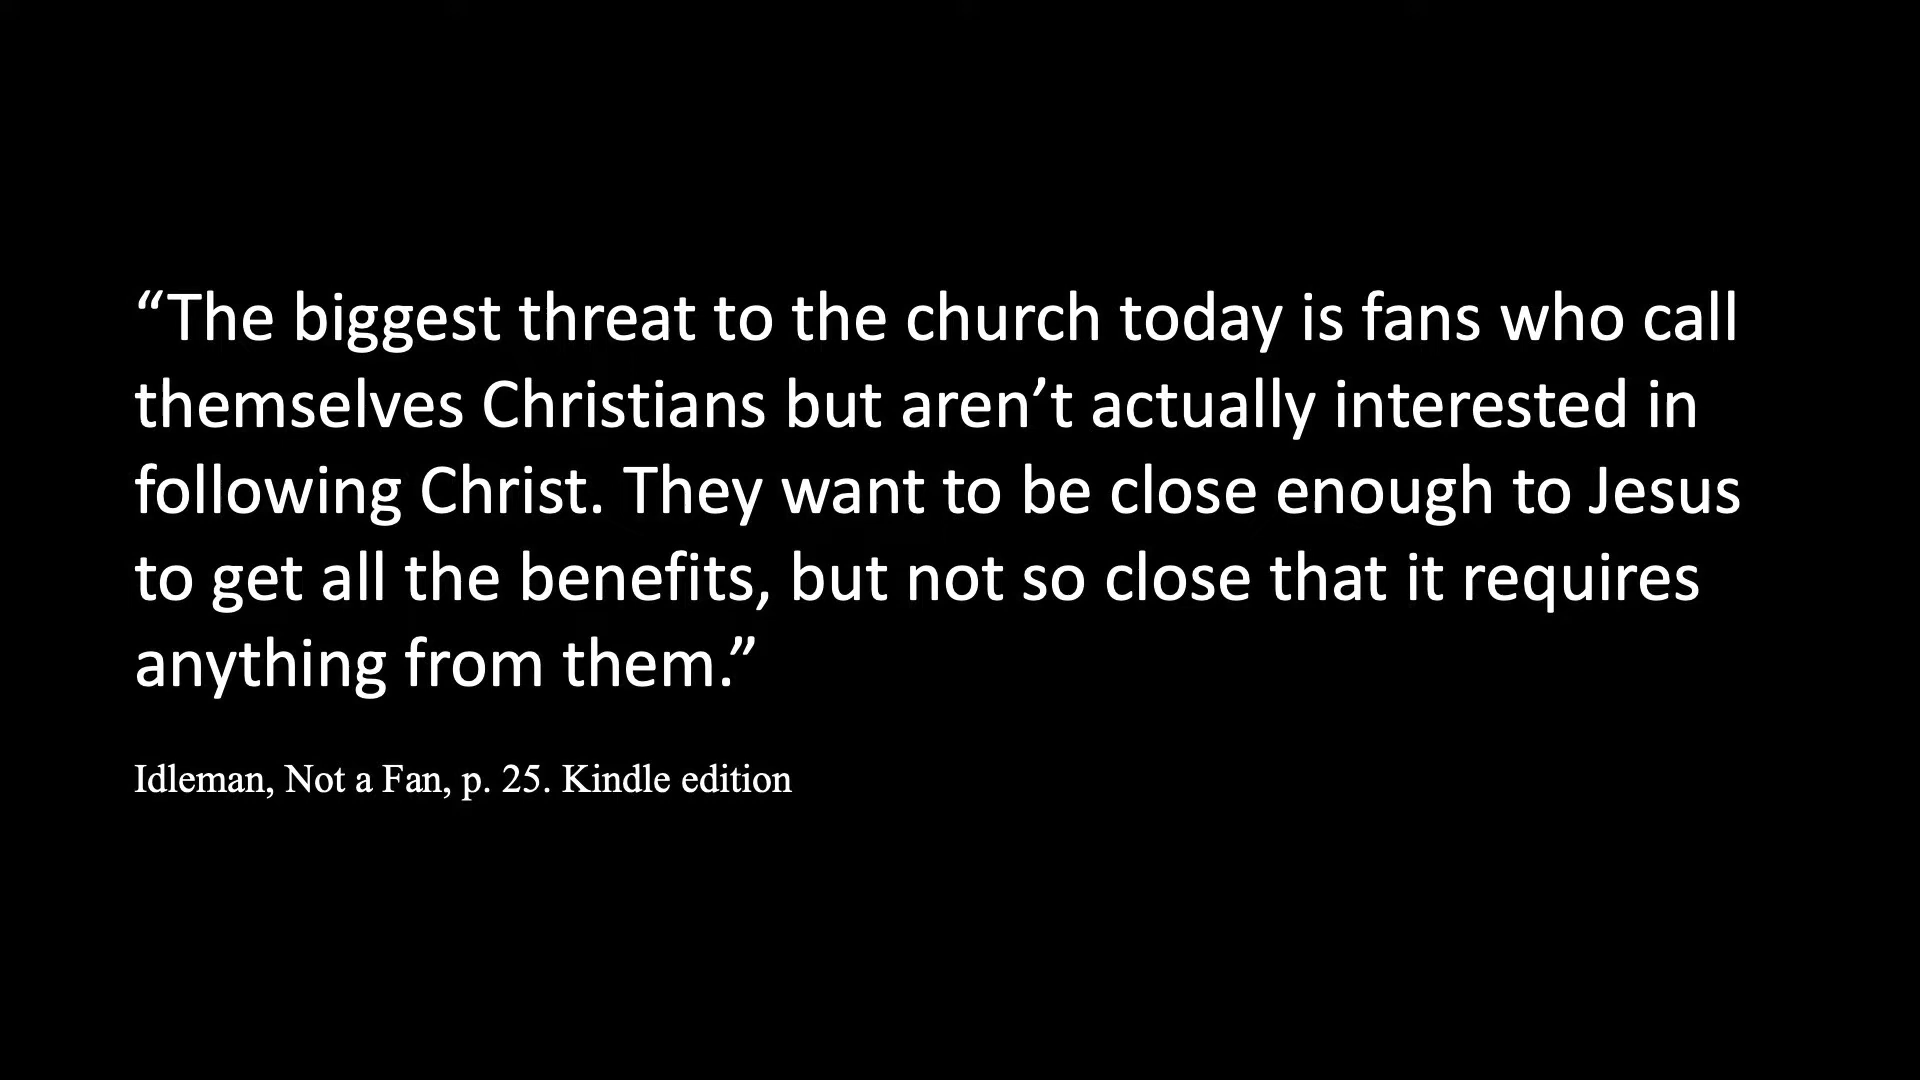 “The biggest threat to the church today is fans who call
themselves Christians but aren’t actually interested in
following Christ. They want to be close enough to Jesus
to get all the benefits, but not so close that it requires
anything from them.”
Idleman, Not a Fan, p. 25. Kindle edition